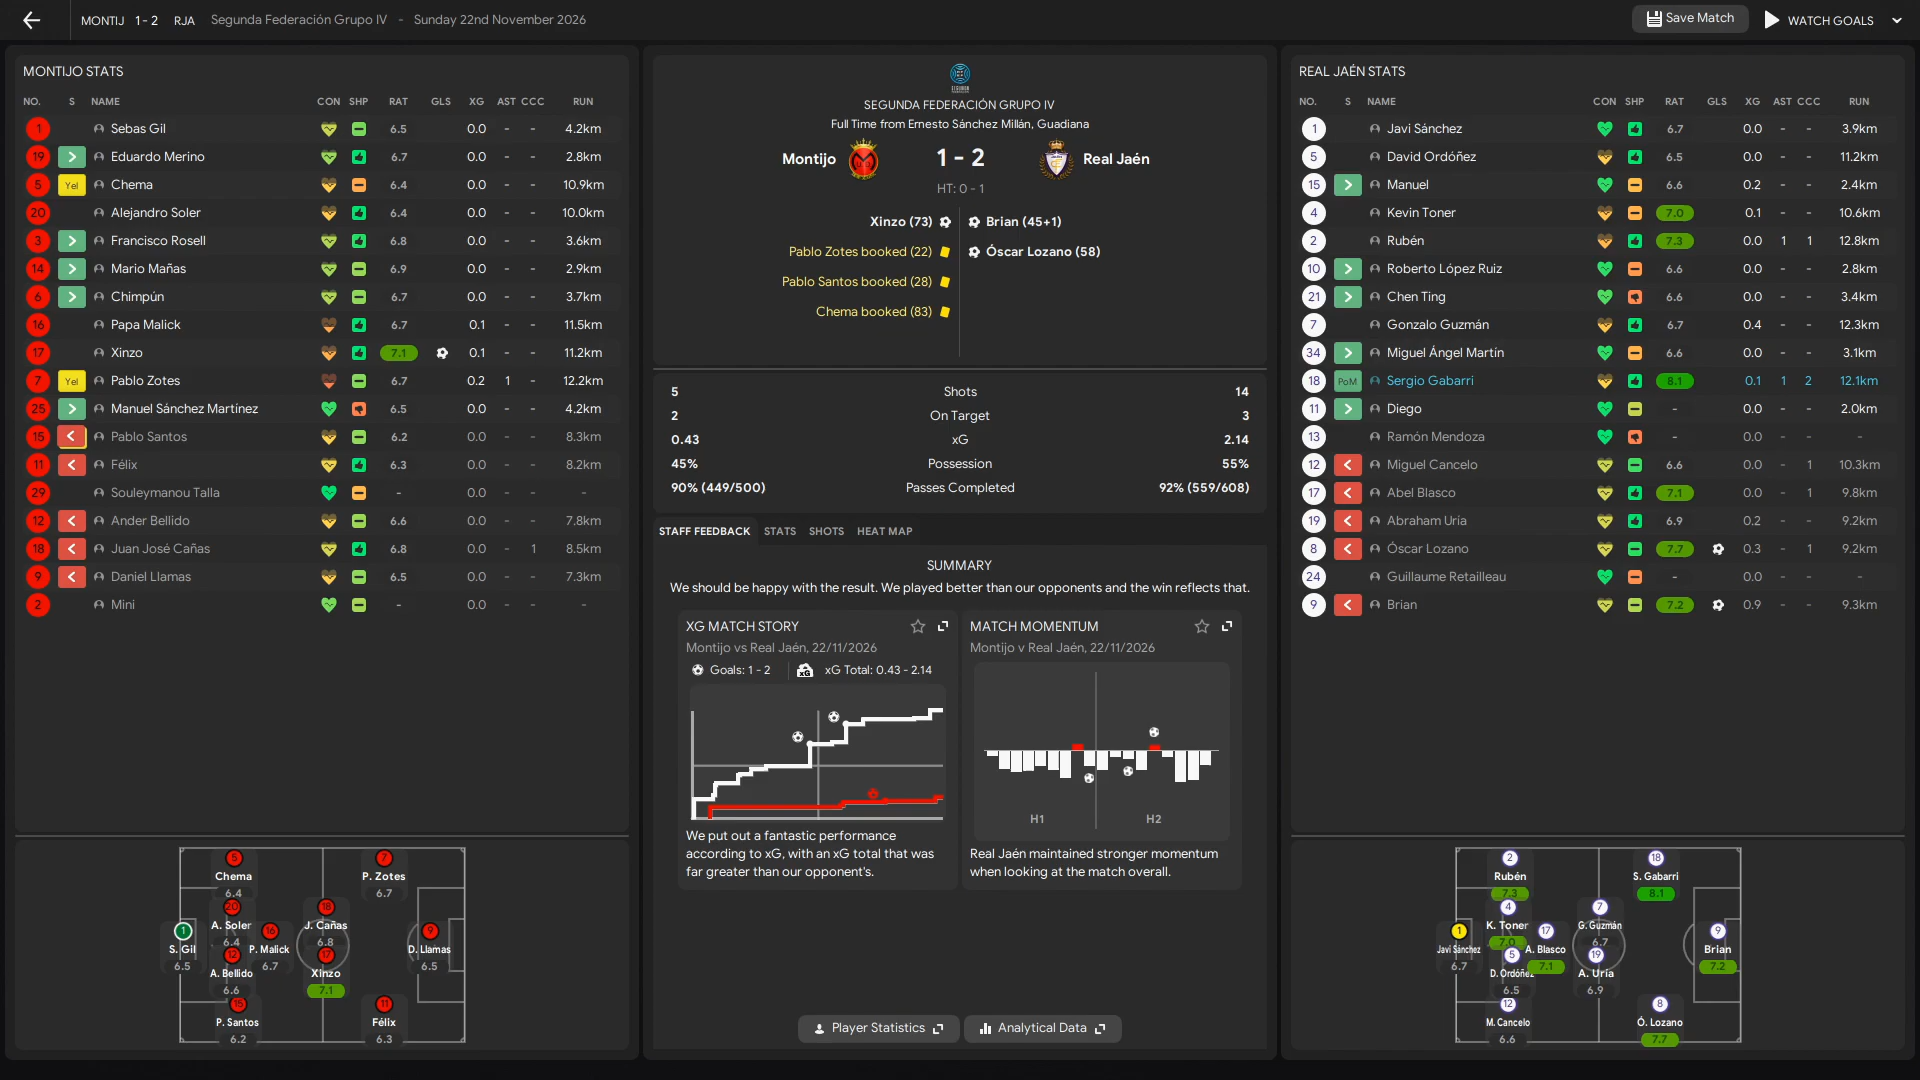 MONTIJ 1 - 2 RJA Segunda Federación Grupo IV - Sunday 22nd November 2026 Save Match WATCH GOALS
MONTIJO STATS
NO. S NAME CON SHP RAT GLS XG AST CCC RUN
1 Sebas Gil 6.5 0.0 - - 4.2km
19 Eduardo Merino 6.7 0.0 - - 2.8km
5 Yel Chema 6.4 0.0 - - 10.9km
20 Alejandro Soler 6.4 0.0 - - 10.0km
3 Francisco Rosell 6.8 0.0 - - 3.6km
14 Mario Mañas 6.9 0.0 - - 2.9km
6 Chimpún 6.7 0.0 - - 3.7km
16 Papa Malick 6.7 0.1 - - 11.5km
17 Xinzo 7.1 0.1 - - 11.2km
7 Yel Pablo Zotes 6.7 0.2 1 - 12.2km
25 Manuel Sánchez Martínez 6.5 0.0 - - 4.2km
15 Pablo Santos 6.2 0.0 - - 8.3km
11 Félix 6.3 0.0 - - 8.2km
29 Souleymanou Talla - 0.0 - - -
12 Ander Bellido 6.6 0.0 - - 7.8km
18 Juan José Cañas 6.8 0.0 - 1 8.5km
9 Daniel Llamas 6.5 0.0 - - 7.3km
2 Mini - 0.0 - - -
5
Chema
6.4
7
P. Zotes
6.7
20
A. Soler
6.4
18
J. Cañas
6.8
1
S. Gil
6.5
16
P. Malick
6.7
9
D. Llamas
6.5
12
A. Bellido
6.6
17
Xinzo
7.1
15
P. Santos
6.2
11
Félix
6.3
SEGUNDA FEDERACIÓN GRUPO IV
Full Time from Ernesto Sánchez Millán, Guadiana
Montijo 1 - 2 Real Jaén
HT: 0 - 1
Xinzo (73) Brian (45+1)
Pablo Zotes booked (22) Óscar Lozano (58)
Pablo Santos booked (28)
Chema booked (83)
5 Shots 14
2 On Target 3
0.43 xG 2.14
45% Possession 55%
90% (449/500) Passes Completed 92% (559/608)
STAFF FEEDBACK STATS SHOTS HEAT MAP
SUMMARY
We should be happy with the result. We played better than our opponents and the win reflects that.
XG MATCH STORY
Montijo vs Real Jaén, 22/11/2026
Goals: 1 - 2 xG xG Total: 0.43 - 2.14
We put out a fantastic performance
according to xG, with an xG total that was
far greater than our opponent's.
MATCH MOMENTUM
Montijo v Real Jaén, 22/11/2026
H1 H2
Real Jaén maintained stronger momentum
when looking at the match overall.
Player Statistics Analytical Data
REAL JAÉN STATS
NO. S NAME CON SHP RAT GLS XG AST CCC RUN
1 Javi Sánchez 6.7 0.0 - - 3.9km
5 David Ordóñez 6.5 0.0 - - 11.2km
15 Manuel 6.6 0.2 - - 2.4km
4 Kevin Toner 7.0 0.1 - - 10.6km
2 Rubén 7.3 0.0 1 1 12.8km
10 Roberto López Ruiz 6.6 0.0 - - 2.8km
21 Chen Ting 6.6 0.0 - - 3.4km
7 Gonzalo Guzmán 6.7 0.4 - - 12.3km
34 Miguel Ángel Martín 6.6 0.0 - - 3.1km
18 PoM Sergio Gabarri 8.1 0.1 1 2 12.1km
11 Diego - 0.0 - - 2.0km
13 Ramón Mendoza - 0.0 - - -
12 Miguel Cancelo 6.6 0.0 - 1 10.3km
17 Abel Blasco 7.1 0.0 - 1 9.8km
19 Abraham Uría 6.9 0.2 - - 9.2km
8 Óscar Lozano 7.7 0.3 - 1 9.2km
24 Guillaume Retailleau - 0.0 - - -
9 Brian 7.2 0.9 - - 9.3km
2
Rubén
7.3
18
S. Gabarri
8.1
4
K. Toner
7.0
7
G. Guzmán
6.7
1
Javi Sánchez
6.7
17
A. Blasco
7.1
9
Brian
7.2
5
D. Ordóñez
6.5
19
A. Uría
6.9
12
M. Cancelo
6.6
8
Ó. Lozano
7.7